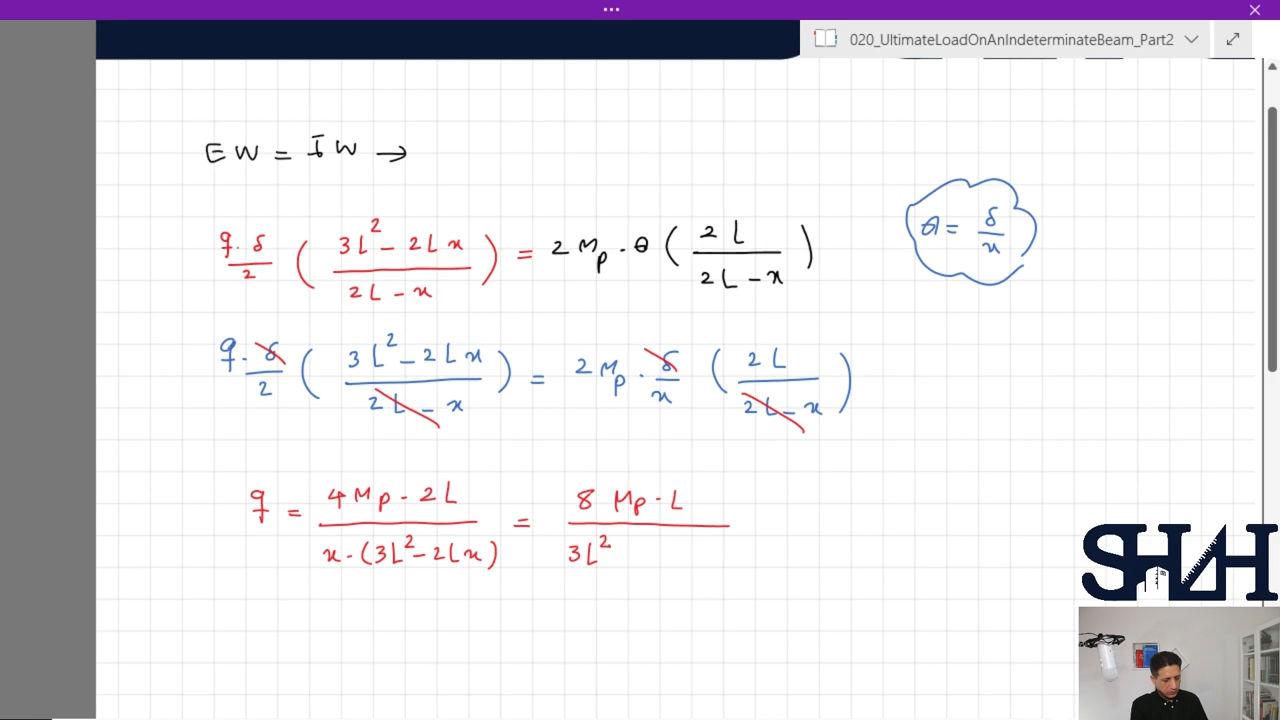 020_UltimateLoadOnAnIndeterminateBeam_Part2
EW = IW →
q·δ/2 ( (3L² - 2Lx) / (2L - x) ) = 2Mp·θ ( 2L / (2L - x) )
θ = δ/x
q·δ/2 ( (3L² - 2Lx) / (2L - x) ) = 2Mp·δ/x ( 2L / (2L - x) )
q = 4Mp·2L / x·(3L² - 2Lx) = 8 Mp·L / 3L²
SHLH